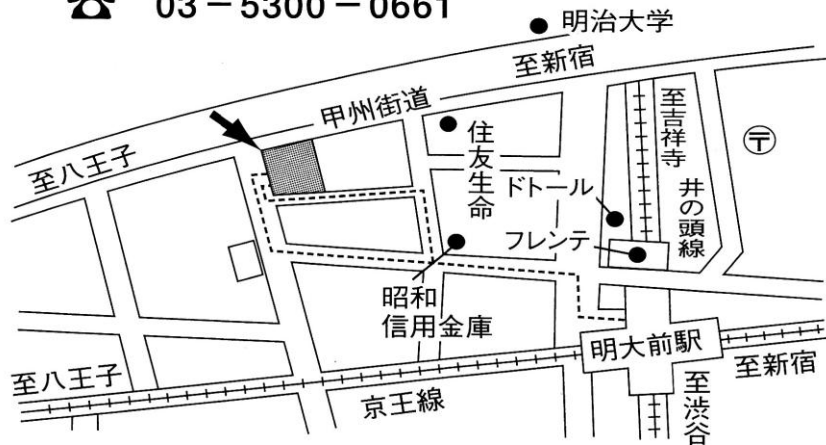 ☎ 03-5300-0661
明治大学
至新宿
甲州街道
至八王子
住友生命
至吉祥寺
井の頭線
〒
ドトール
フレンテ
昭和
信用金庫
明大前駅
至新宿
至八王子
京王線
至渋谷